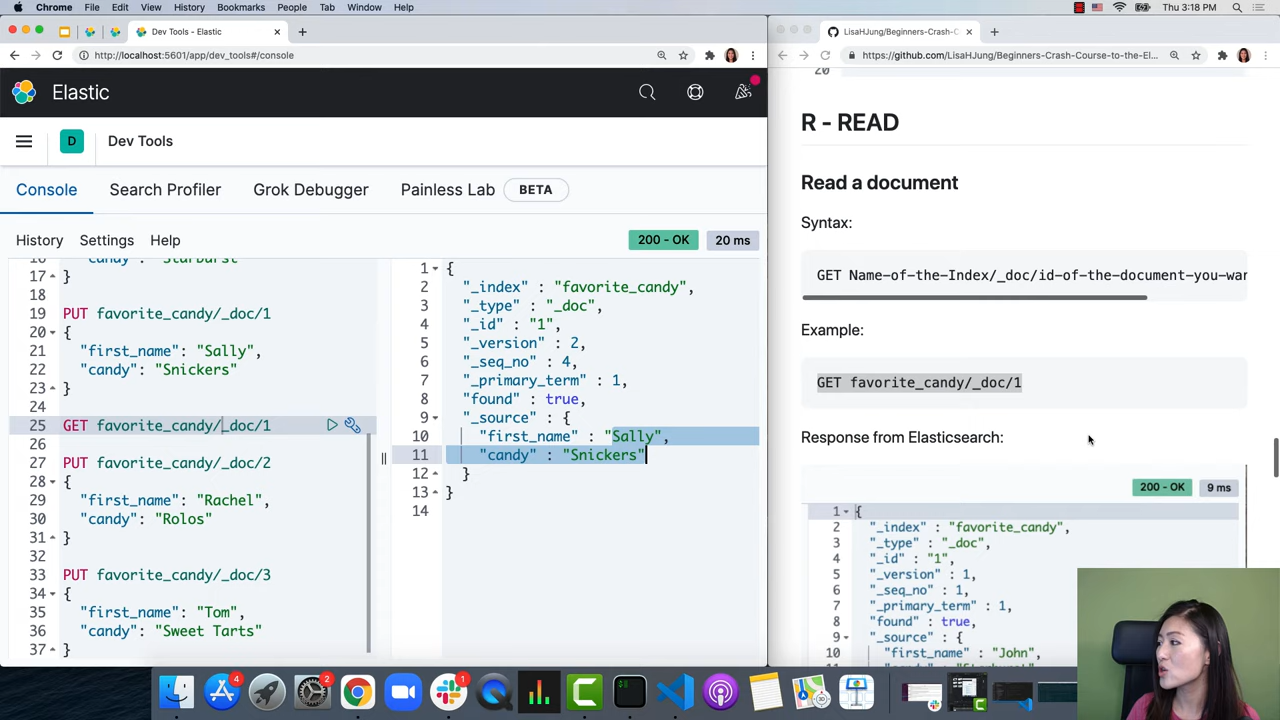 Chrome File Edit View History Bookmarks People Tab Window Help
Thu 3:18 PM
Dev Tools - Elastic
http://localhost:5601/app/dev_tools#/console
Elastic
D
Dev Tools
Console Search Profiler Grok Debugger Painless Lab BETA
History Settings Help
200 - OK 20 ms
17 }
18
19 PUT favorite_candy/_doc/1
20 {
21 "first_name": "Sally",
22 "candy": "Snickers"
23 }
24
25 GET favorite_candy/_doc/1
26
27 PUT favorite_candy/_doc/2
28 {
29 "first_name": "Rachel",
30 "candy": "Rolos"
31 }
32
33 PUT favorite_candy/_doc/3
34 {
35 "first_name": "Tom",
36 "candy": "Sweet Tarts"
37 }
1 {
2 "_index" : "favorite_candy",
3 "_type" : "_doc",
4 "_id" : "1",
5 "_version" : 2,
6 "_seq_no" : 4,
7 "_primary_term" : 1,
8 "found" : true,
9 "_source" : {
10 "first_name" : "Sally",
11 "candy" : "Snickers"
12 }
13 }
14
LisaHJung/Beginners-Crash-C
https://github.com/LisaHJung/Beginners-Crash-Course-to-the-El...
20
R - READ
Read a document
Syntax:
GET Name-of-the-Index/_doc/id-of-the-document-you-wan
Example:
GET favorite_candy/_doc/1
Response from Elasticsearch:
200 - OK 9 ms
1 {
2 "_index" : "favorite_candy",
3 "_type" : "_doc",
4 "_id" : "1",
5 "_version" : 1,
6 "_seq_no" : 1,
7 "_primary_term" : 1,
8 "found" : true,
9 "_source" : {
10 "first_name" : "John",
4
2
1